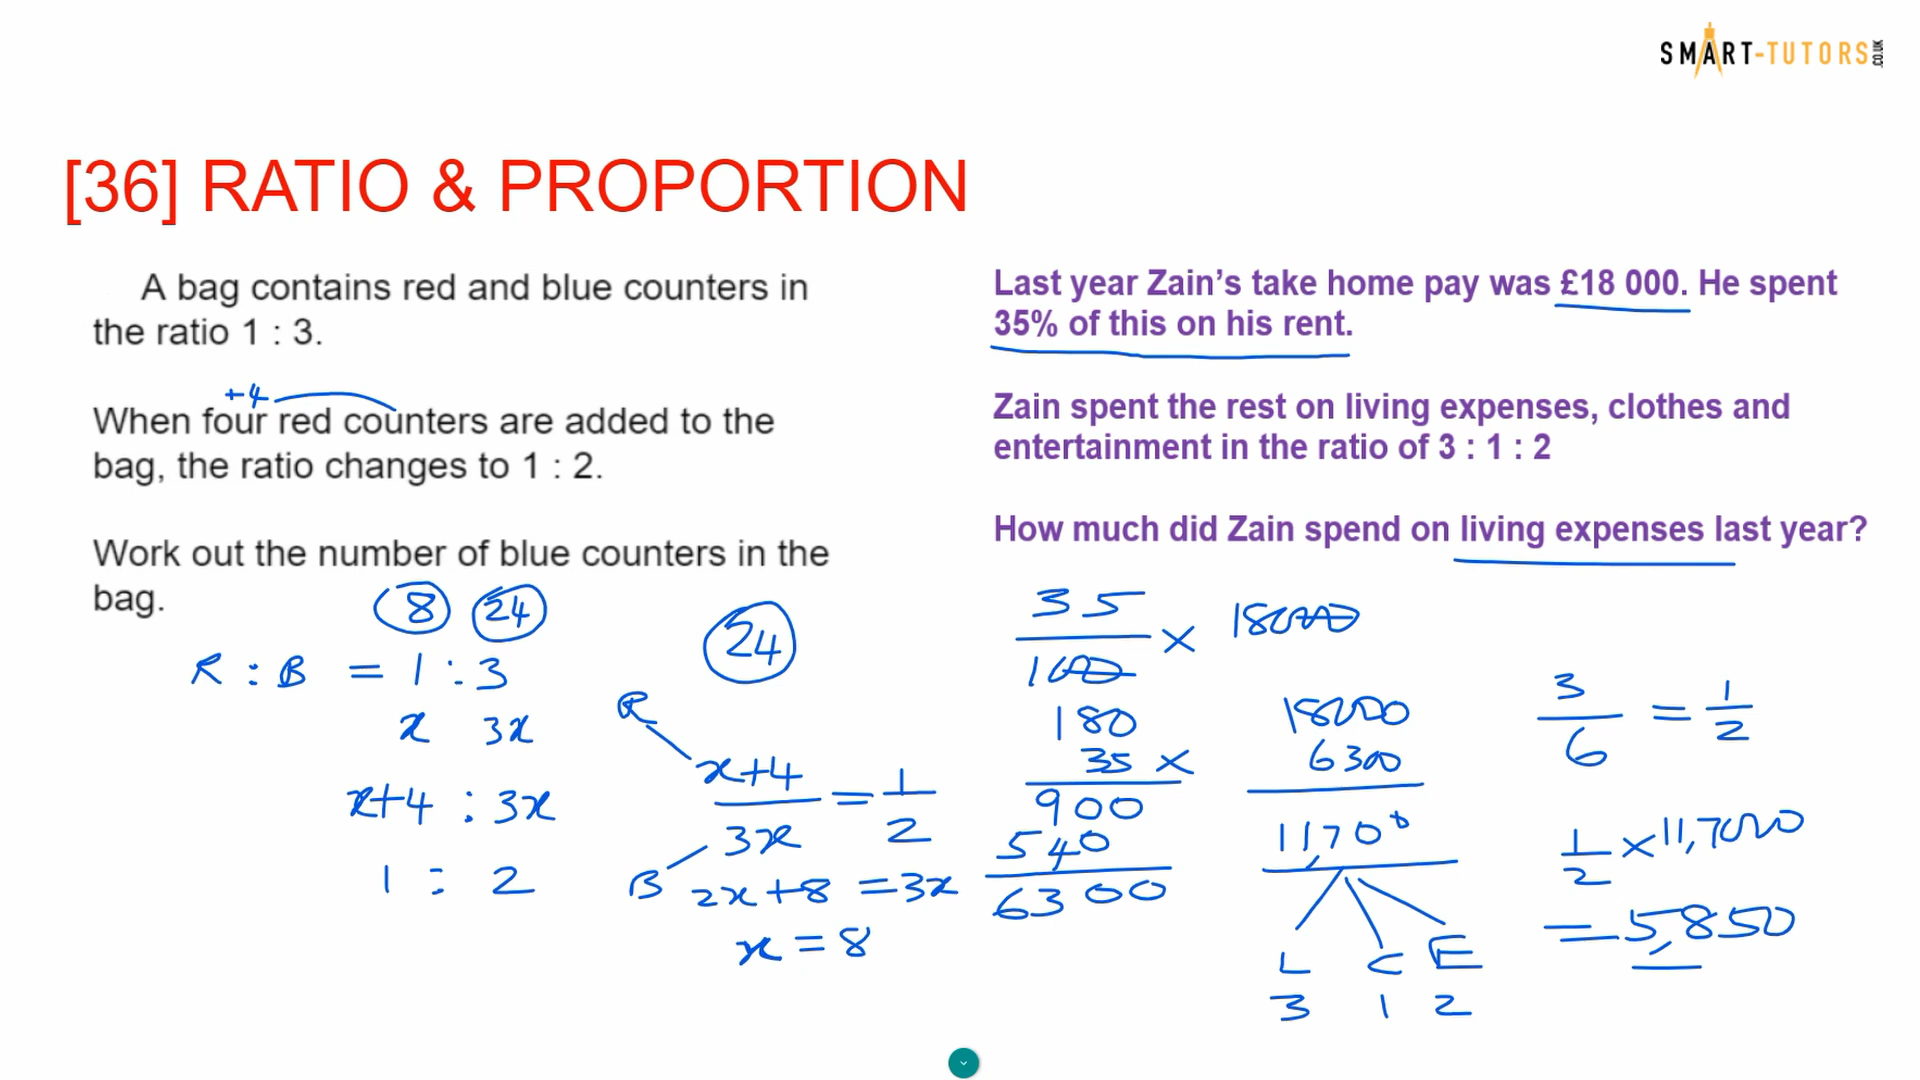 SMART-TUTORS.CO.UK
[36] RATIO & PROPORTION
A bag contains red and blue counters in
the ratio 1 : 3.
+4
When four red counters are added to the
bag, the ratio changes to 1 : 2.
Work out the number of blue counters in the
bag.
8 24
R : B = 1 : 3
x 3x
x+4 : 3x
1 : 2
24
R
x+4 = 1
3x 2
B
2x+8 = 3x
x = 8
Last year Zain's take home pay was £18 000. He spent
35% of this on his rent.
Zain spent the rest on living expenses, clothes and
entertainment in the ratio of 3 : 1 : 2
How much did Zain spend on living expenses last year?
35 × 18000
100
180
35 ×
900
540
6300
18000
6300
11,700
L C E
3 1 2
3 = 1
6 2
1 × 11,7000
2
= 5,850